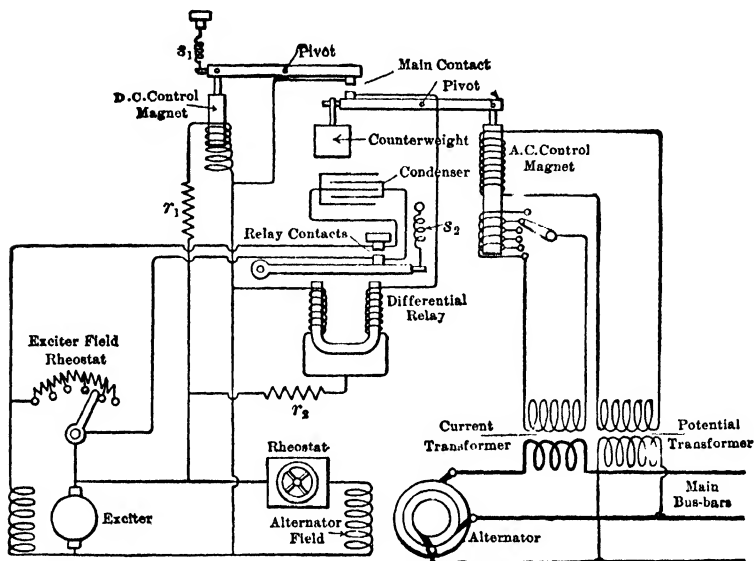 s₁
Pivot
Main Contact
D.C. Control
Magnet
Pivot
Counterweight
A.C. Control
Magnet
Condenser
r₁
Relay Contacts
s₂
Differential
Relay
Exciter Field
Rheostat
r₂
Current
Transformer
Potential
Transformer
Rheostat
Main
Bus-bars
Exciter
Alternator
Field
Alternator